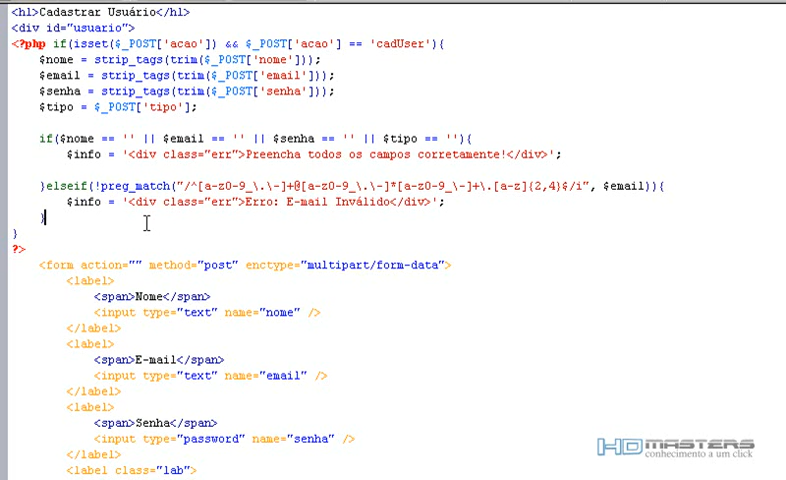 <h1>Cadastrar Usuário</h1>
<div id="usuario">
<?php if(isset($_POST['acao']) && $_POST['acao'] == 'cadUser'){
$nome = strip_tags(trim($_POST['nome']));
$email = strip_tags(trim($_POST['email']));
$senha = strip_tags(trim($_POST['senha']));
$tipo = $_POST['tipo'];
if($nome == '' || $email == '' || $senha == '' || $tipo == ''){
$info = '<div class="err">Preencha todos os campos corretamente!</div>';
}elseif(!preg_match("/^[a-z0-9_\.\-]+@[a-z0-9_\.\-]*[a-z0-9_\-]+\.[a-z]{2,4}$/i", $email)){
$info = '<div class="err">Erro: E-mail Inválido</div>';
}
}
?>
<form action="" method="post" enctype="multipart/form-data">
<label>
<span>Nome</span>
<input type="text" name="nome" />
</label>
<label>
<span>E-mail</span>
<input type="text" name="email" />
</label>
<label>
<span>Senha</span>
<input type="password" name="senha" />
</label>
<label class="lab">
HDMASTERS
conhecimento a um click